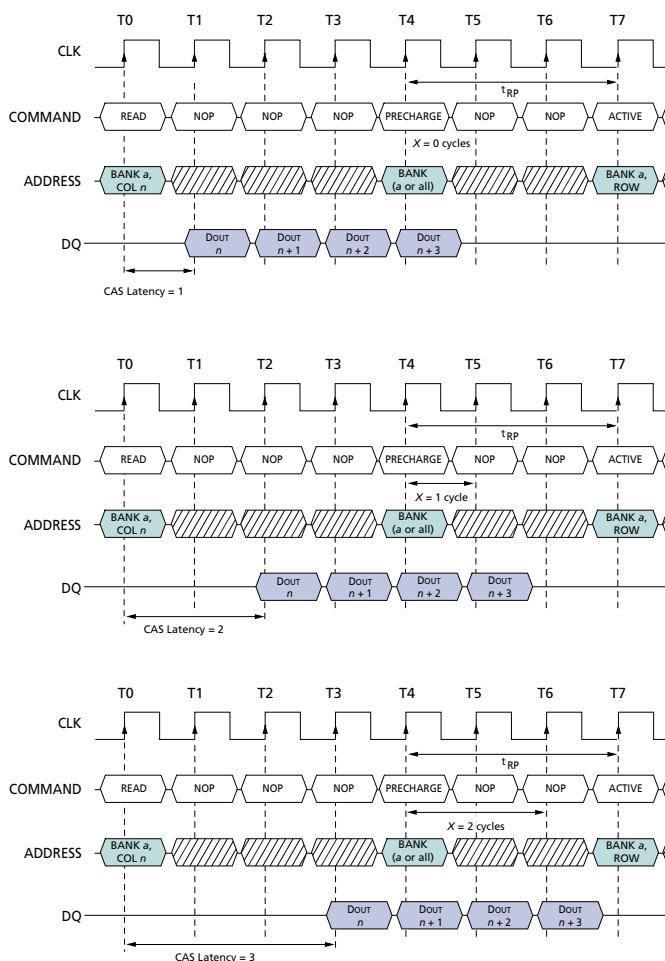 T0 T1 T2 T3 T4 T5 T6 T7
CLK
tRP
COMMAND READ NOP NOP NOP PRECHARGE NOP NOP ACTIVE
X = 0 cycles
ADDRESS BANK a, COL n BANK (a or all) BANK a, ROW
DQ DOUT n DOUT n + 1 DOUT n + 2 DOUT n + 3
CAS Latency = 1
T0 T1 T2 T3 T4 T5 T6 T7
CLK
tRP
COMMAND READ NOP NOP NOP PRECHARGE NOP NOP ACTIVE
X = 1 cycle
ADDRESS BANK a, COL n BANK (a or all) BANK a, ROW
DQ DOUT n DOUT n + 1 DOUT n + 2 DOUT n + 3
CAS Latency = 2
T0 T1 T2 T3 T4 T5 T6 T7
CLK
tRP
COMMAND READ NOP NOP NOP PRECHARGE NOP NOP ACTIVE
X = 2 cycles
ADDRESS BANK a, COL n BANK (a or all) BANK a, ROW
DQ DOUT n DOUT n + 1 DOUT n + 2 DOUT n + 3
CAS Latency = 3